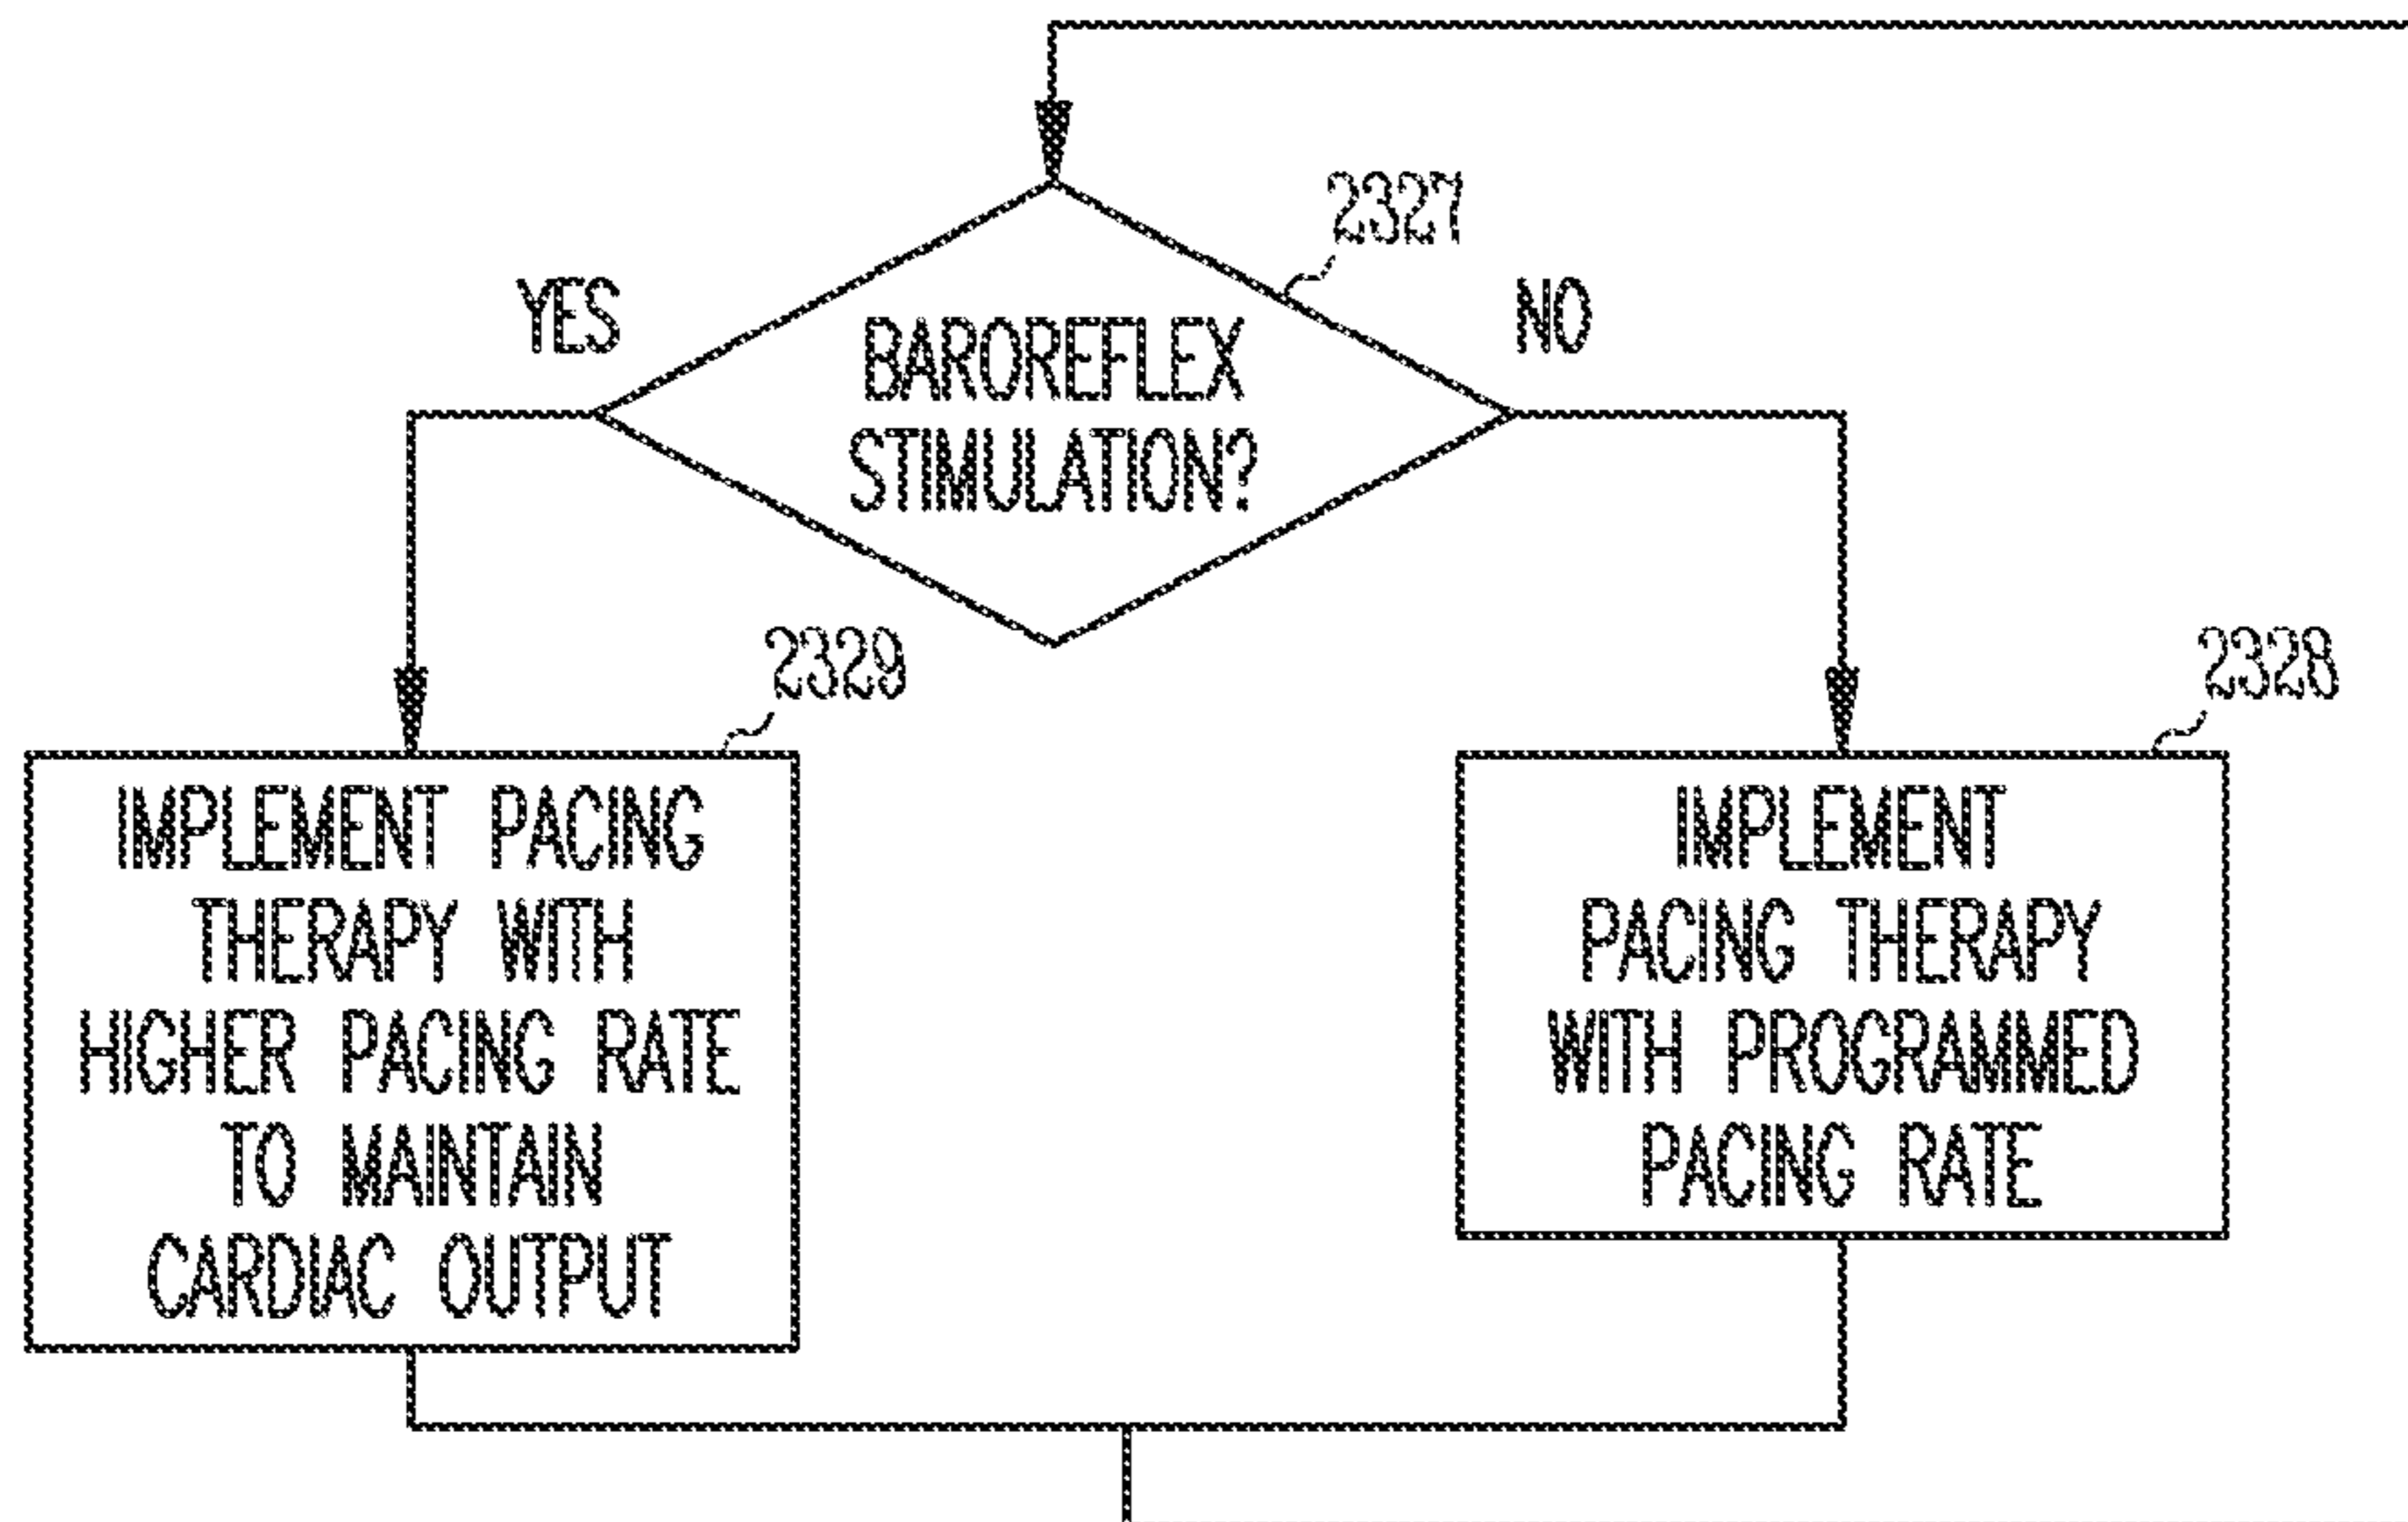 2327
YES
NO
BAROREFLEX
STIMULATION?
2329
2328
IMPLEMENT PACING
THERAPY WITH
HIGHER PACING RATE
TO MAINTAIN
CARDIAC OUTPUT
IMPLEMENT
PACING THERAPY
WITH PROGRAMMED
PACING RATE